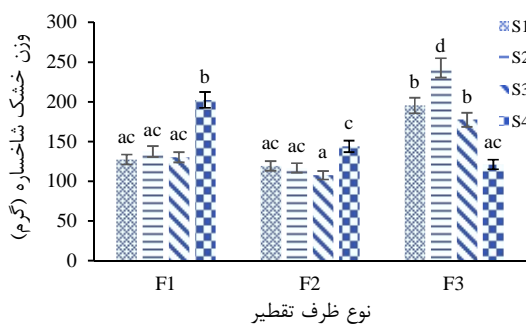 وزن خشک شاخساره (گرم)
300
250
200
150
100
50
0
ac ac ac b
ac ac a c
b d b ac
F1 F2 F3
نوع ظرف تقطیر
S1
S2
S3
S4